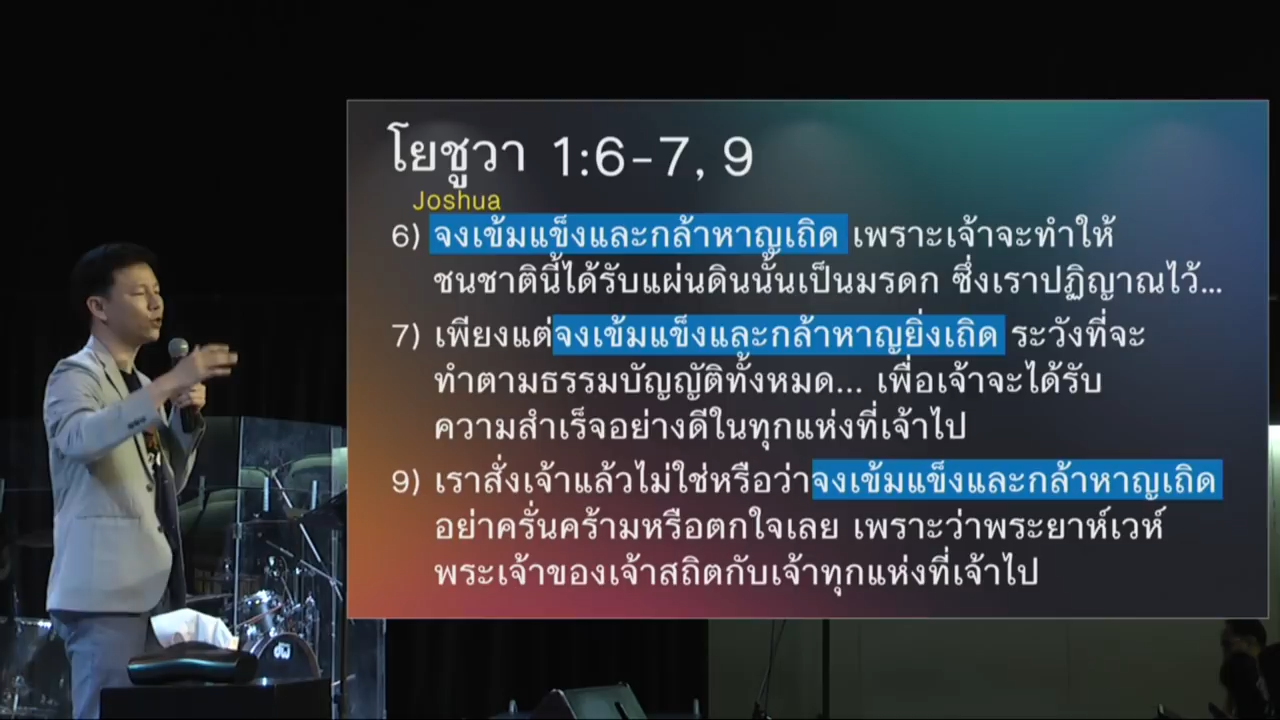 โยชูวา 1:6-7, 9
Joshua
6) จงเข้มแข็งและกล้าหาญเถิด เพราะเจ้าจะทำให้
ชนชาตินี้ได้รับแผ่นดินนั้นเป็นมรดก ซึ่งเราปฏิญาณไว้...
7) เพียงแต่จงเข้มแข็งและกล้าหาญยิ่งเถิด ระวังที่จะ
ทำตามธรรมบัญญัติทั้งหมด... เพื่อเจ้าจะได้รับ
ความสำเร็จอย่างดีในทุกแห่งที่เจ้าไป
9) เราสั่งเจ้าแล้วไม่ใช่หรือว่าจงเข้มแข็งและกล้าหาญเถิด
อย่าครั่นคร้ามหรือตกใจเลย เพราะว่าพระยาห์เวห์
พระเจ้าของเจ้าสถิตกับเจ้าทุกแห่งที่เจ้าไป
dw